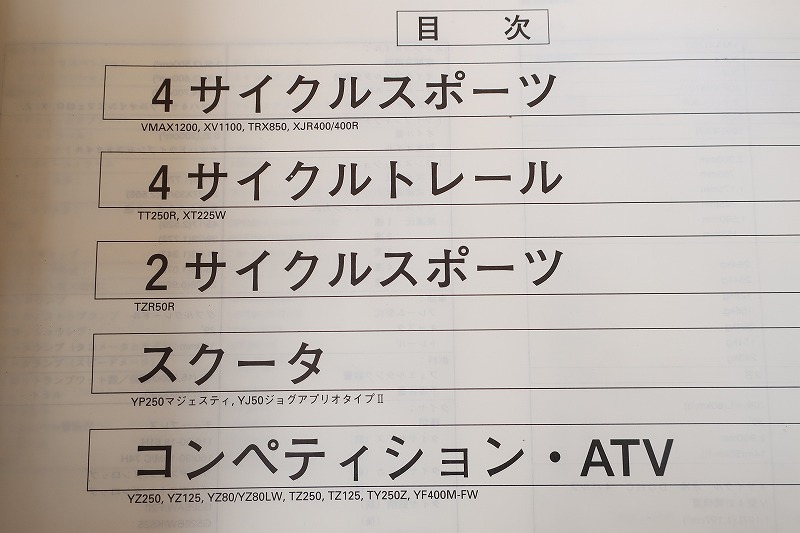 目　次
4サイクルスポーツ
VMAX1200, XV1100, TRX850, XJR400/400R
4サイクルトレール
TT250R, XT225W
2サイクルスポーツ
TZR50R
スクータ
YP250マジェスティ, YJ50ジョグアプリオタイプⅡ
コンペティション・ATV
YZ250, YZ125, YZ80/YZ80LW, TZ250, TZ125, TY250Z, YF400M-FW